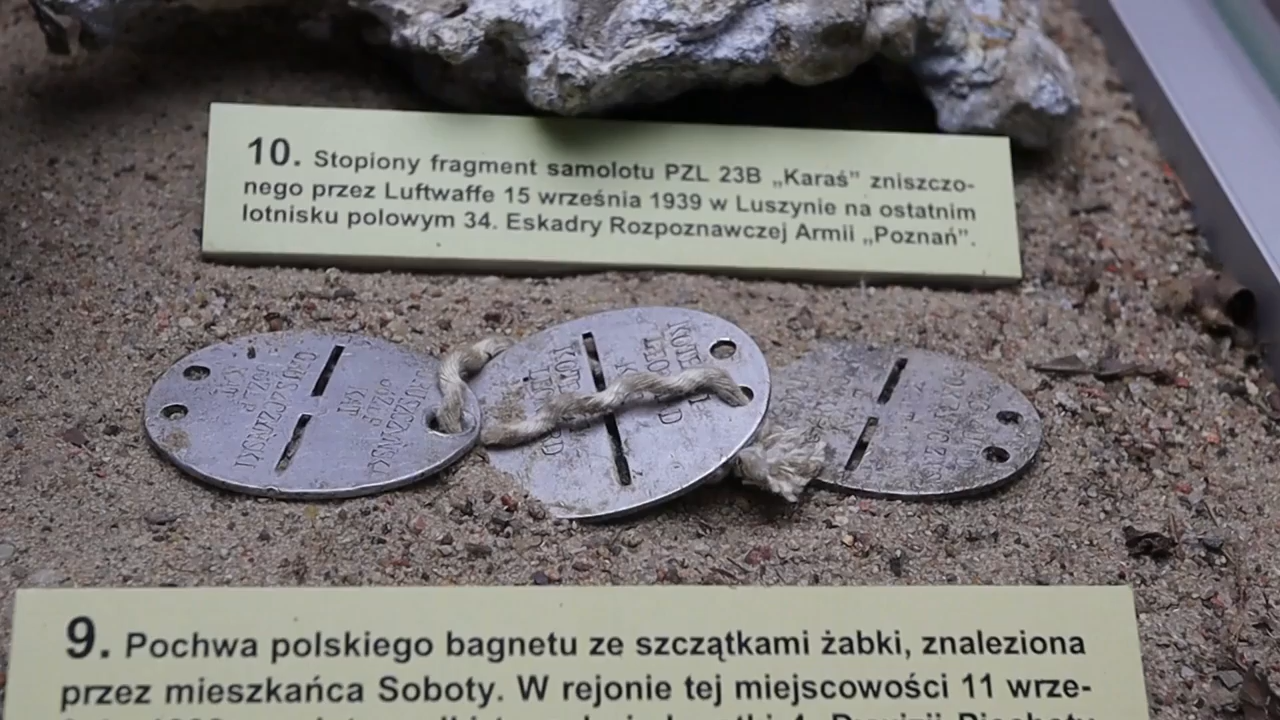 10. Stopiony fragment samolotu PZL 23B „Karaś” zniszczo-
nego przez Luftwaffe 15 września 1939 w Luszynie na ostatnim
lotnisku polowym 34. Eskadry Rozpoznawczej Armii „Poznań”.
9. Pochwa polskiego bagnetu ze szczątkami żabki, znaleziona
przez mieszkańca Soboty. W rejonie tej miejscowości 11 wrze-